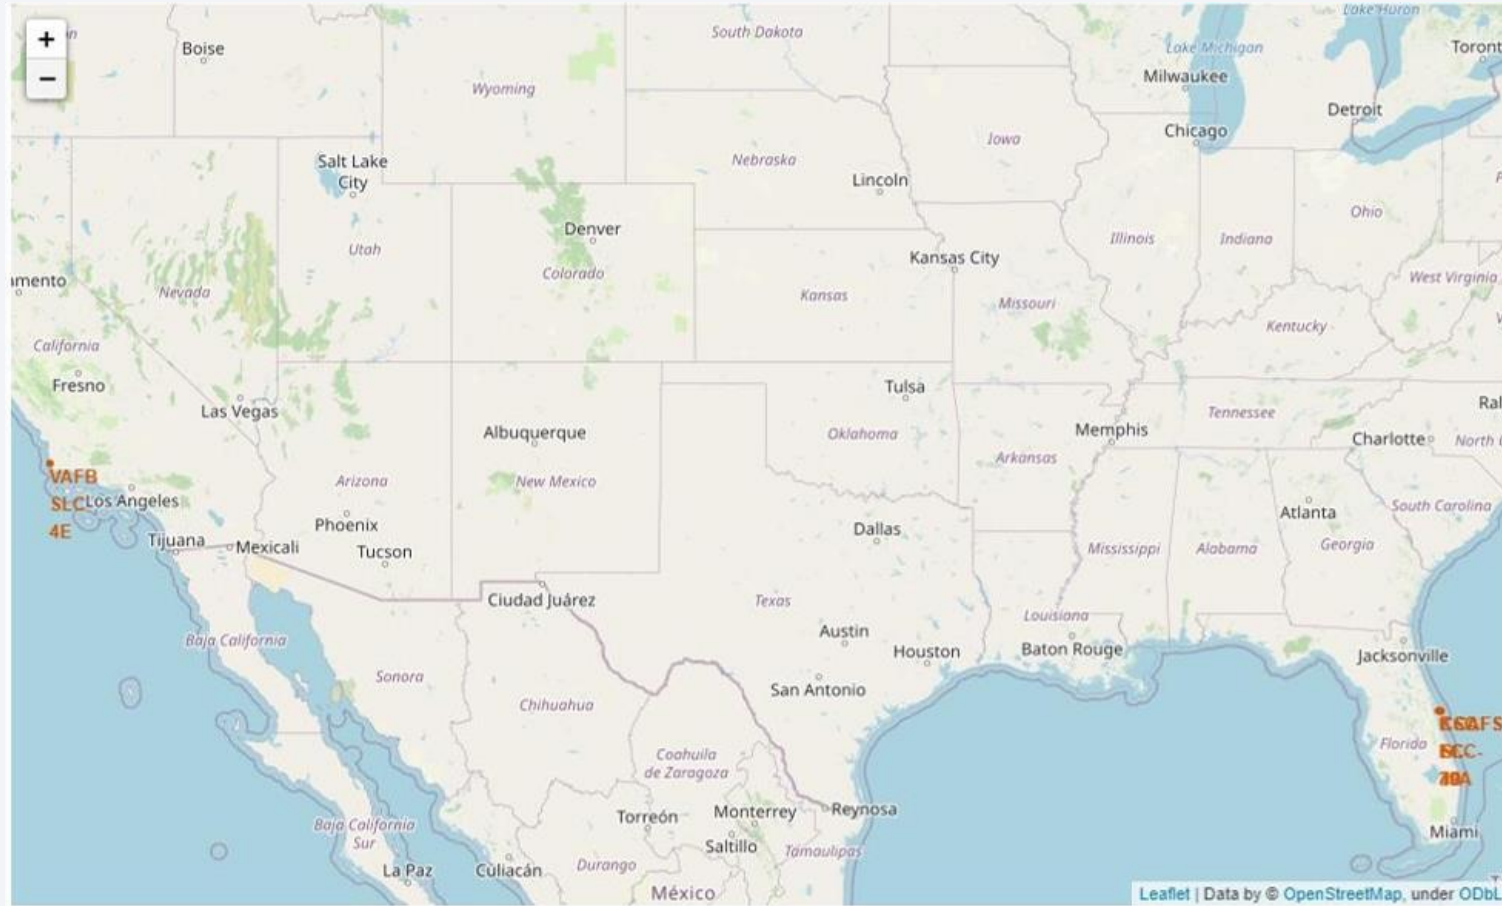 +
−
Boise
South Dakota
Lake Huron
Lake Michigan
Toront
Wyoming
Milwaukee
Detroit
Chicago
Iowa
Salt Lake
City
Nebraska
Lincoln
Denver
Ohio
Utah
Illinois
Indiana
Kansas City
Colorado
West Virginia
amento
Nevada
Kansas
Missouri
Kentucky
California
Fresno
Las Vegas
Tulsa
Tennessee
Ral
Albuquerque
Oklahoma
Memphis
Charlotte
North
Arkansas
VAFB
SLC-
4E
Los Angeles
Arizona
New Mexico
Atlanta
South Carolina
Phoenix
Dallas
Tijuana
Mexicali
Tucson
Mississippi
Alabama
Georgia
Ciudad Juárez
Texas
Louisiana
Austin
Baja California
Houston
Baton Rouge
Jacksonville
Sonora
San Antonio
Chihuahua
Florida
Coahuila
de Zaragoza
Torreón
Monterrey
Reynosa
Baja California
Sur
Miami
Saltillo
Tamaulipas
La Paz
Culiacán
Durango
México
Leaflet | Data by © OpenStreetMap, under ODbL